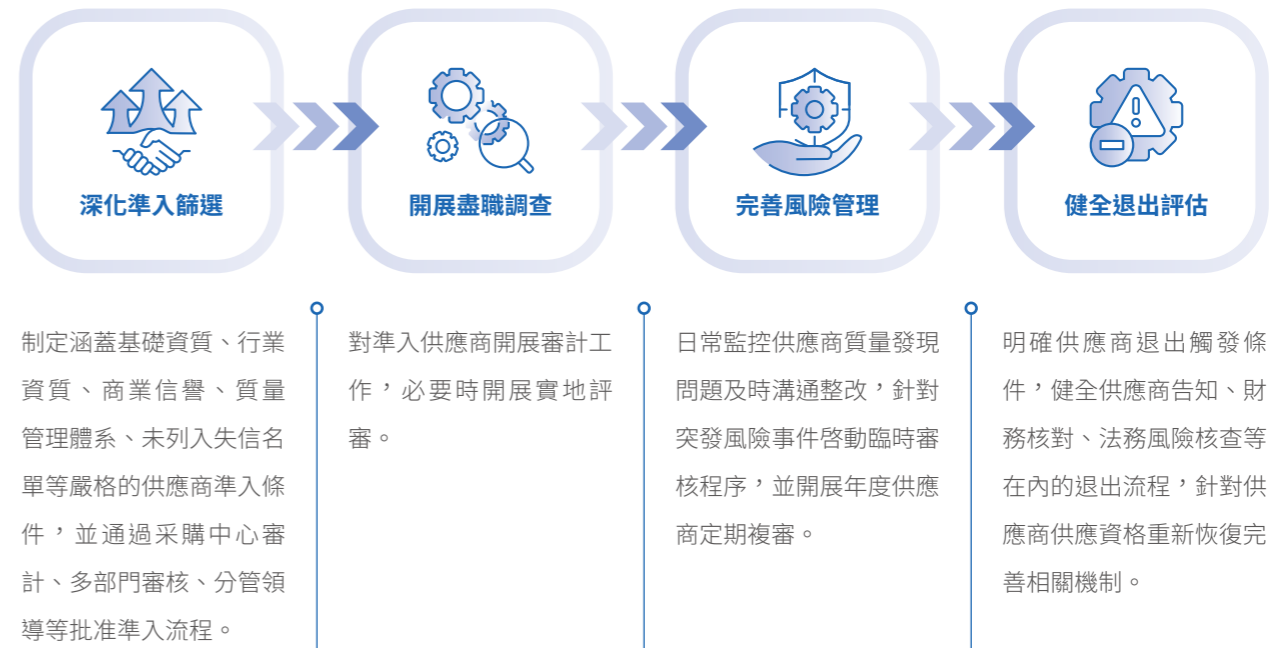 深化準入篩選
開展盡職調查
完善風險管理
健全退出評估
制定涵蓋基礎資質、行業
資質、商業信譽、質量
管理體系、未列入失信名
單等嚴格的供應商準入條
件，並通過采購中心審
計、多部門審核、分管領
導等批准準入流程。
對準入供應商開展審計工
作，必要時開展實地評
審。
日常監控供應商質量發現
問題及時溝通整改，針對
突發風險事件啓動臨時審
核程序，並開展年度供應
商定期複審。
明確供應商退出觸發條
件，健全供應商告知、財
務核對、法務風險核查等
在內的退出流程，針對供
應商供應資格重新恢復完
善相關機制。